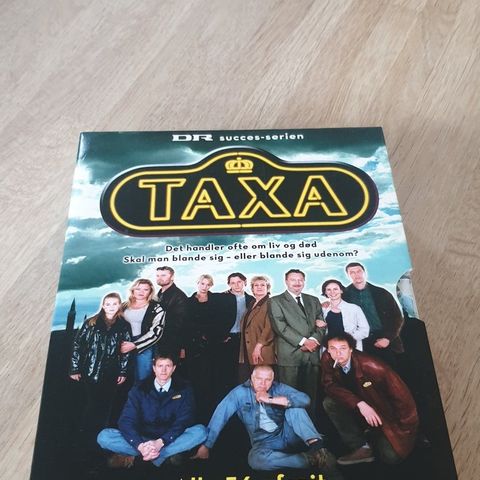 DR succes-serien
TAXA
Det handler ofte om liv og død
Skal man blande sig - eller blande sig udenom?